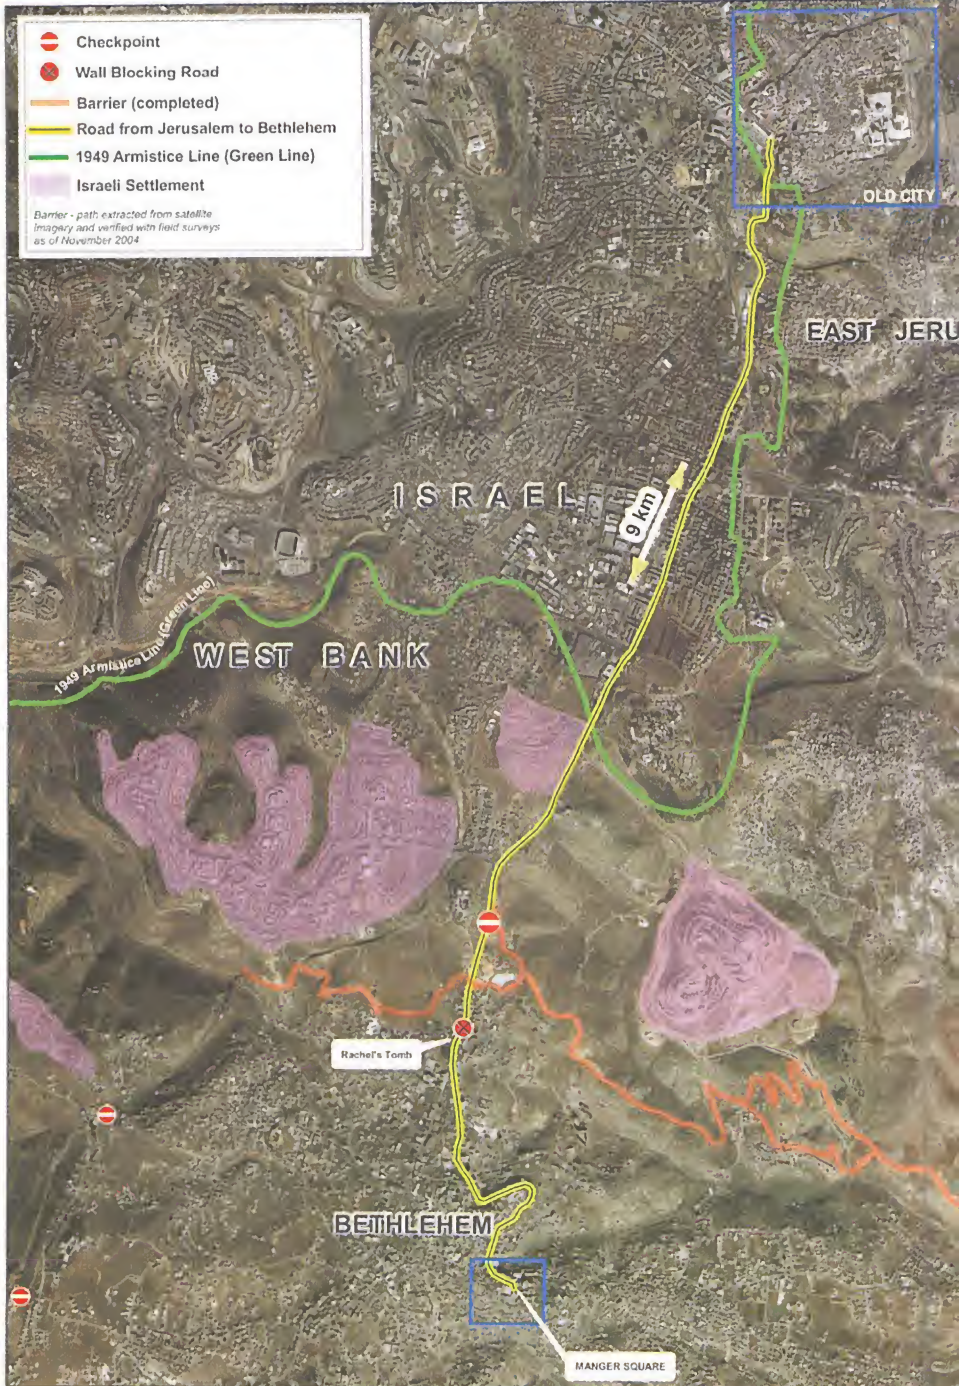 Checkpoint
Wall Blocking Road
Barrier (completed)
Road from Jerusalem to Bethlehem
1949 Armistice Line (Green Line)
Israeli Settlement
Barrier - path extracted from satellite
imagery and verified with field surveys
as of November 2004
OLD CITY
EAST JERU
ISRAEL
9 km
1949 Armistice Line (Green Line)
WEST BANK
Rachel's Tomb
BETHLEHEM
MANGER SQUARE